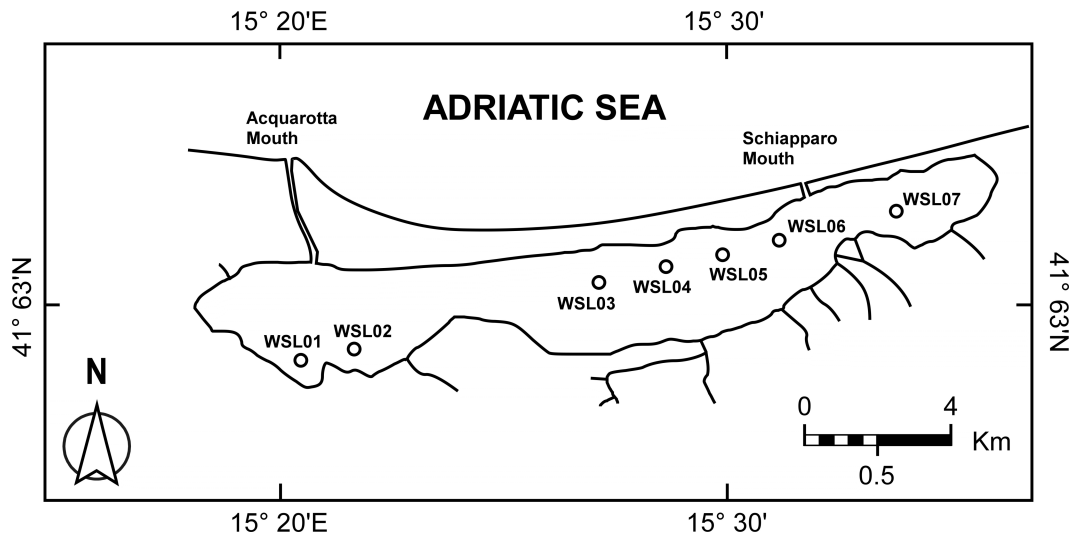 15° 20'E
15° 30'
ADRIATIC SEA
Acquarotta
Mouth
Schiapparo
Mouth
WSL07
WSL06
WSL05
WSL04
WSL03
41° 63'N
41° 63'N
WSL02
WSL01
N
0
4
Km
0.5
15° 20'E
15° 30'